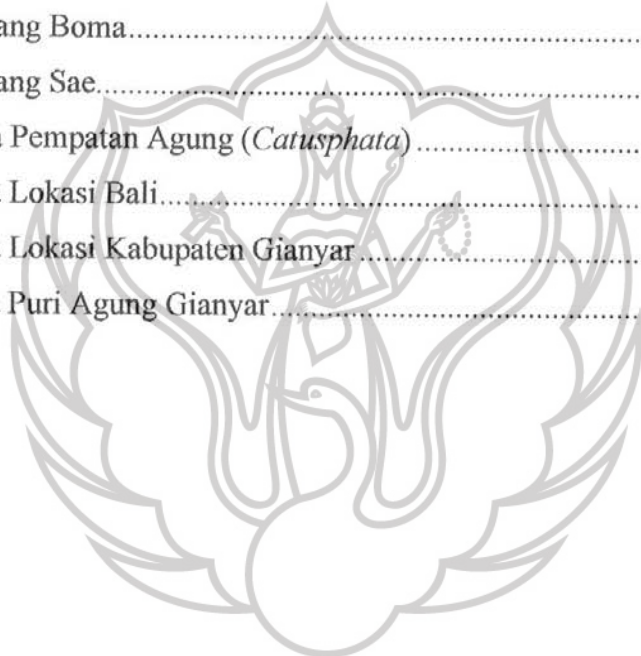 ang Boma
ang Sae
Pempatan Agung (Catusphata)
Lokasi Bali
Lokasi Kabupaten Gianyar
Puri Agung Gianyar